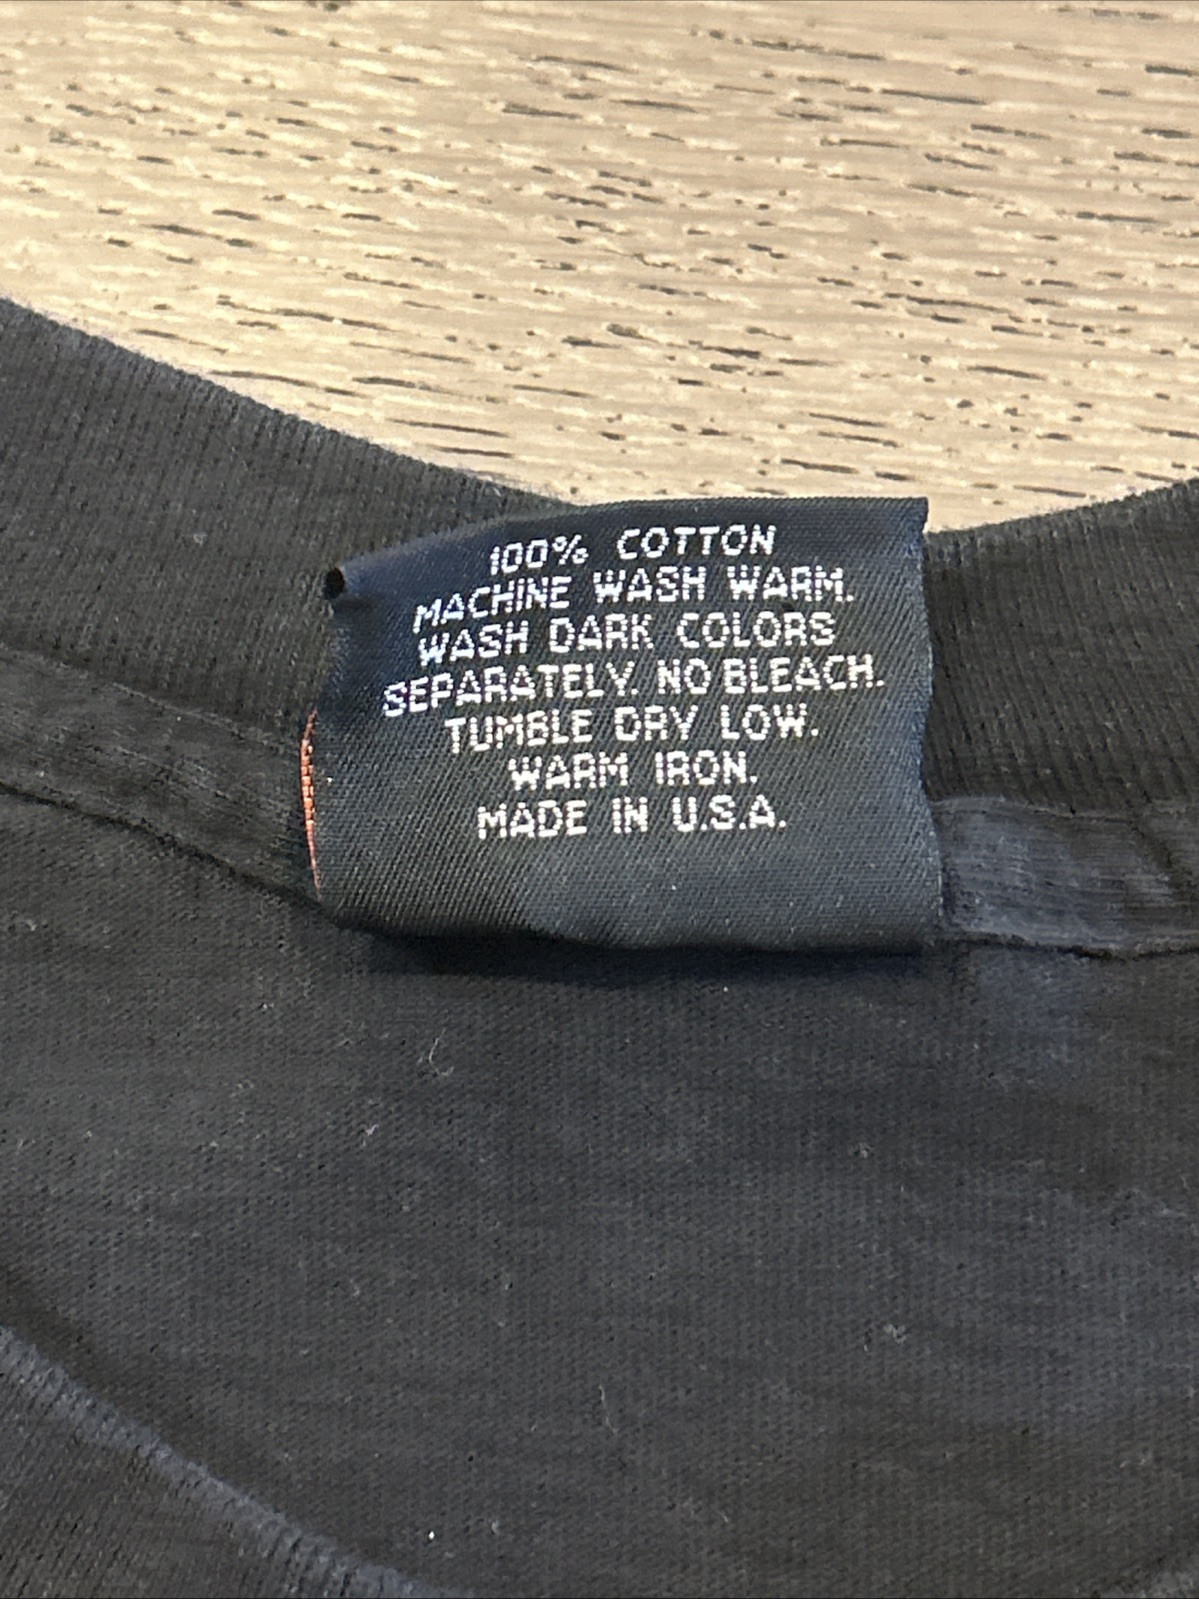 100% COTTON
MACHINE WASH WARM.
WASH DARK COLORS
SEPARATELY. NO BLEACH.
TUMBLE DRY LOW.
WARM IRON.
MADE IN U.S.A.